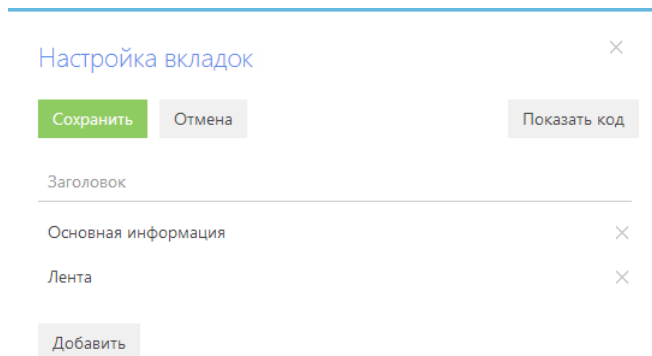 Настройка вкладок
Сохранить Отмена Показать код
Заголовок
Основная информация
Лента
Добавить